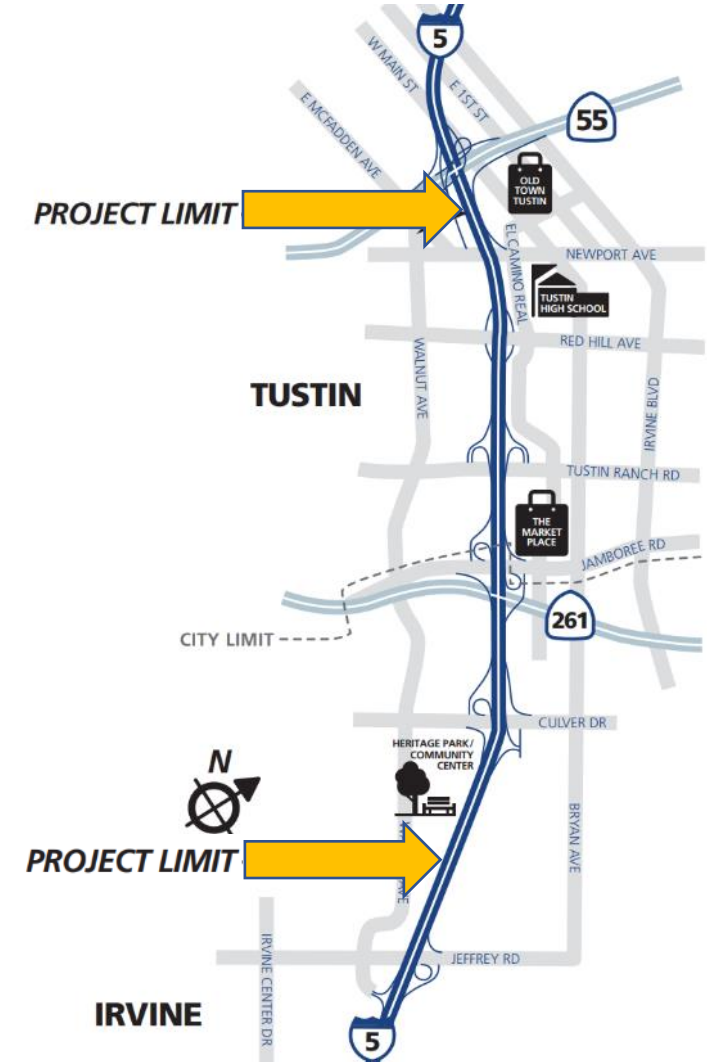 5
W MAIN ST
E 1ST ST
E MCFADDEN AVE
55
OLD
TOWN
TUSTIN
PROJECT LIMIT
EL CAMINO REAL
NEWPORT AVE
TUSTIN
HIGH SCHOOL
RED HILL AVE
WALNUT AVE
TUSTIN
IRVINE BLVD
TUSTIN RANCH RD
THE
MARKET
PLACE
JAMBOREE RD
261
CITY LIMIT
CULVER DR
HERITAGE PARK/
COMMUNITY
CENTER
N
BRYAN AVE
PROJECT LIMIT
AVE
IRVINE CENTER DR
JEFFREY RD
IRVINE
5